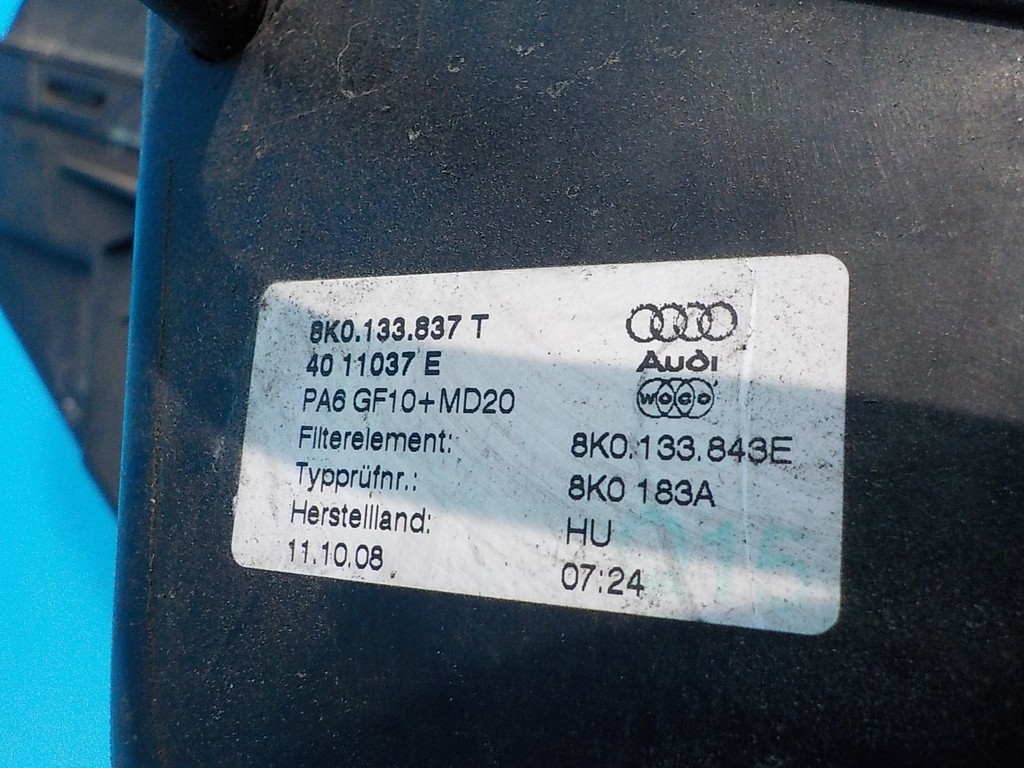 8K0.133.837 T
40 11037 E
PA6 GF10+MD20
Audi
WOCO
Filterelement: 8K0.133.843E
Typprüfnr.: 8K0 183A
Herstellland: HU
11.10.08 07:24